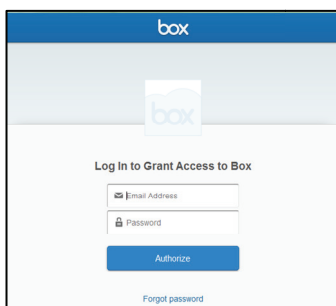 box
box
Log In to Grant Access to Box
Email Address
Password
Authorize
Forgot password